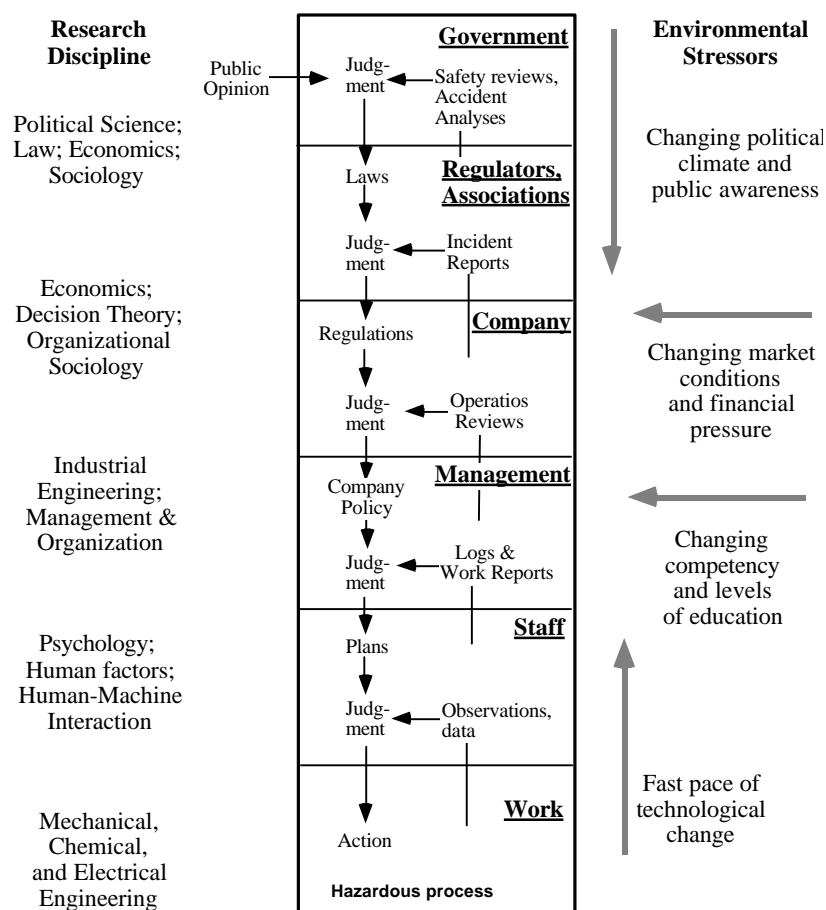 Research
Discipline
Government
Environmental
Stressors
Public
Opinion
Judg-
ment
Safety reviews,
Accident
Analyses
Political Science;
Law; Economics;
Sociology
Changing political
climate and
public awareness
Laws
Regulators,
Associations
Judg-
ment
Incident
Reports
Economics;
Decision Theory;
Organizational
Sociology
Regulations
Company
Changing market
conditions
and financial
pressure
Judg-
ment
Operatios
Reviews
Industrial
Engineering;
Management &
Organization
Company
Policy
Management
Judg-
ment
Logs &
Work Reports
Changing
competency
and levels
of education
Psychology;
Human factors;
Human-Machine
Interaction
Plans
Staff
Judg-
ment
Observations,
data
Fast pace of
technological
change
Mechanical,
Chemical,
and Electrical
Engineering
Action
Work
Hazardous process